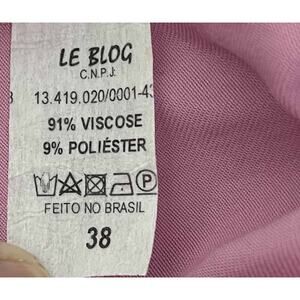 LE BLOG
C.N.P.J.
13.419.020/0001-43
91% VISCOSE
9% POLIÉSTER
P
FEITO NO BRASIL
38